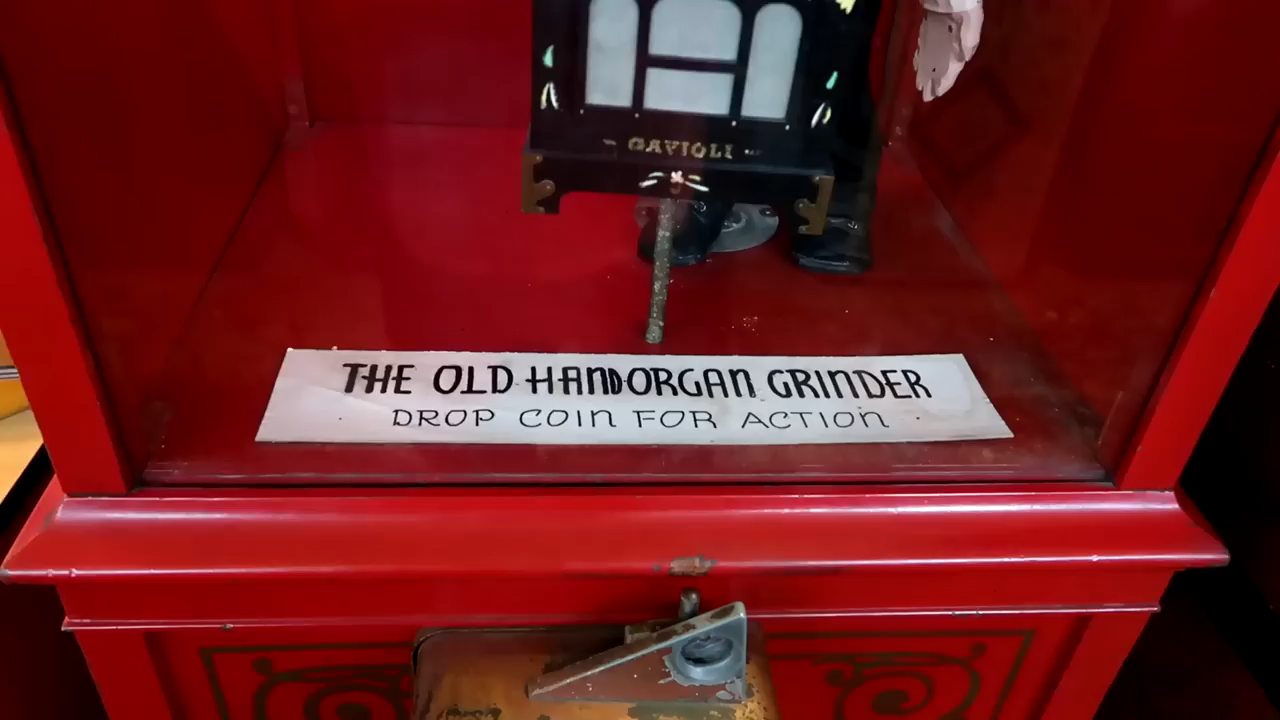 GAVIOLI
THE OLD HANDORGAN GRINDER
DROP COIN FOR ACTION